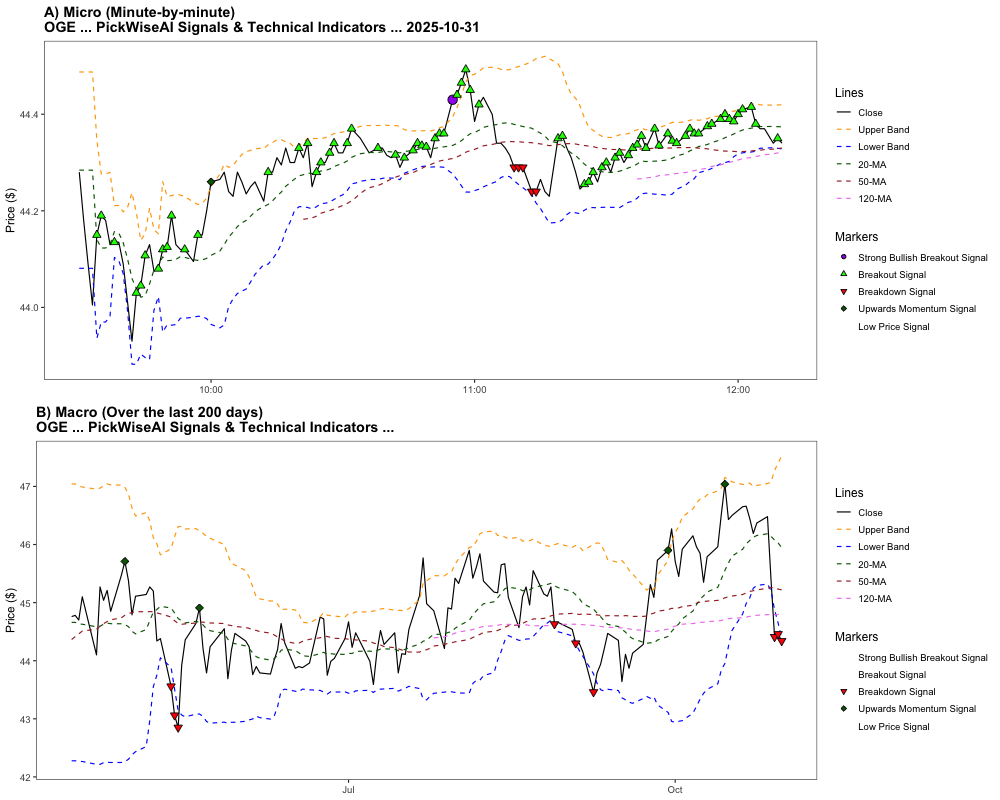 A) Micro (Minute-by-minute)
OGE ... PickWiseAI Signals & Technical Indicators ... 2025-10-31
Price ($)
44.4
44.2
44.0
10:00
11:00
12:00
Lines
Close
Upper Band
Lower Band
20-MA
50-MA
120-MA
Markers
Strong Bullish Breakout Signal
Breakout Signal
Breakdown Signal
Upwards Momentum Signal
Low Price Signal
B) Macro (Over the last 200 days)
OGE ... PickWiseAI Signals & Technical Indicators ...
Price ($)
47
46
45
44
43
42
Jul
Oct
Lines
Close
Upper Band
Lower Band
20-MA
50-MA
120-MA
Markers
Strong Bullish Breakout Signal
Breakout Signal
Breakdown Signal
Upwards Momentum Signal
Low Price Signal